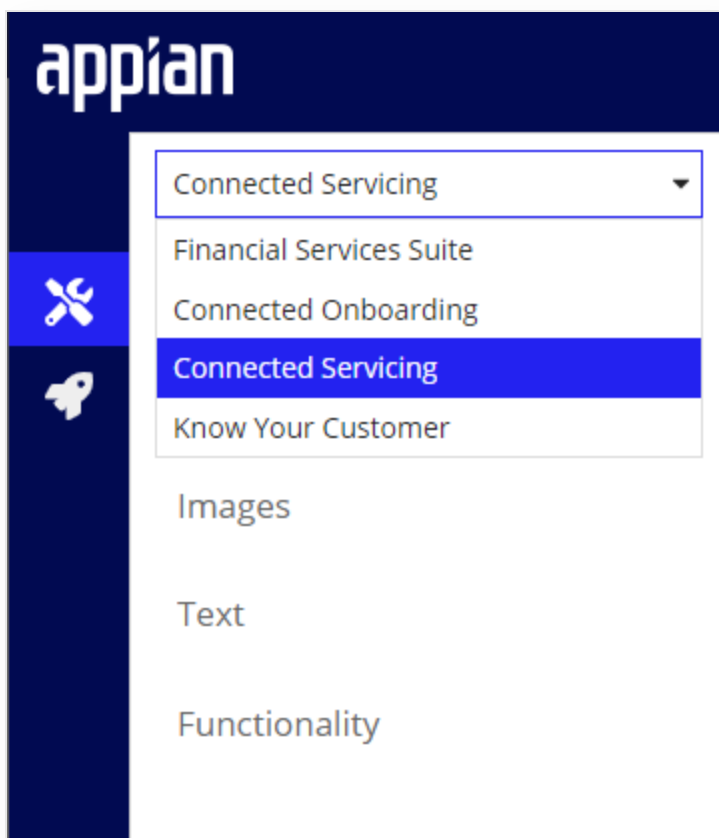 appian
Connected Servicing
Financial Services Suite
Connected Onboarding
Connected Servicing
Know Your Customer
Images
Text
Functionality